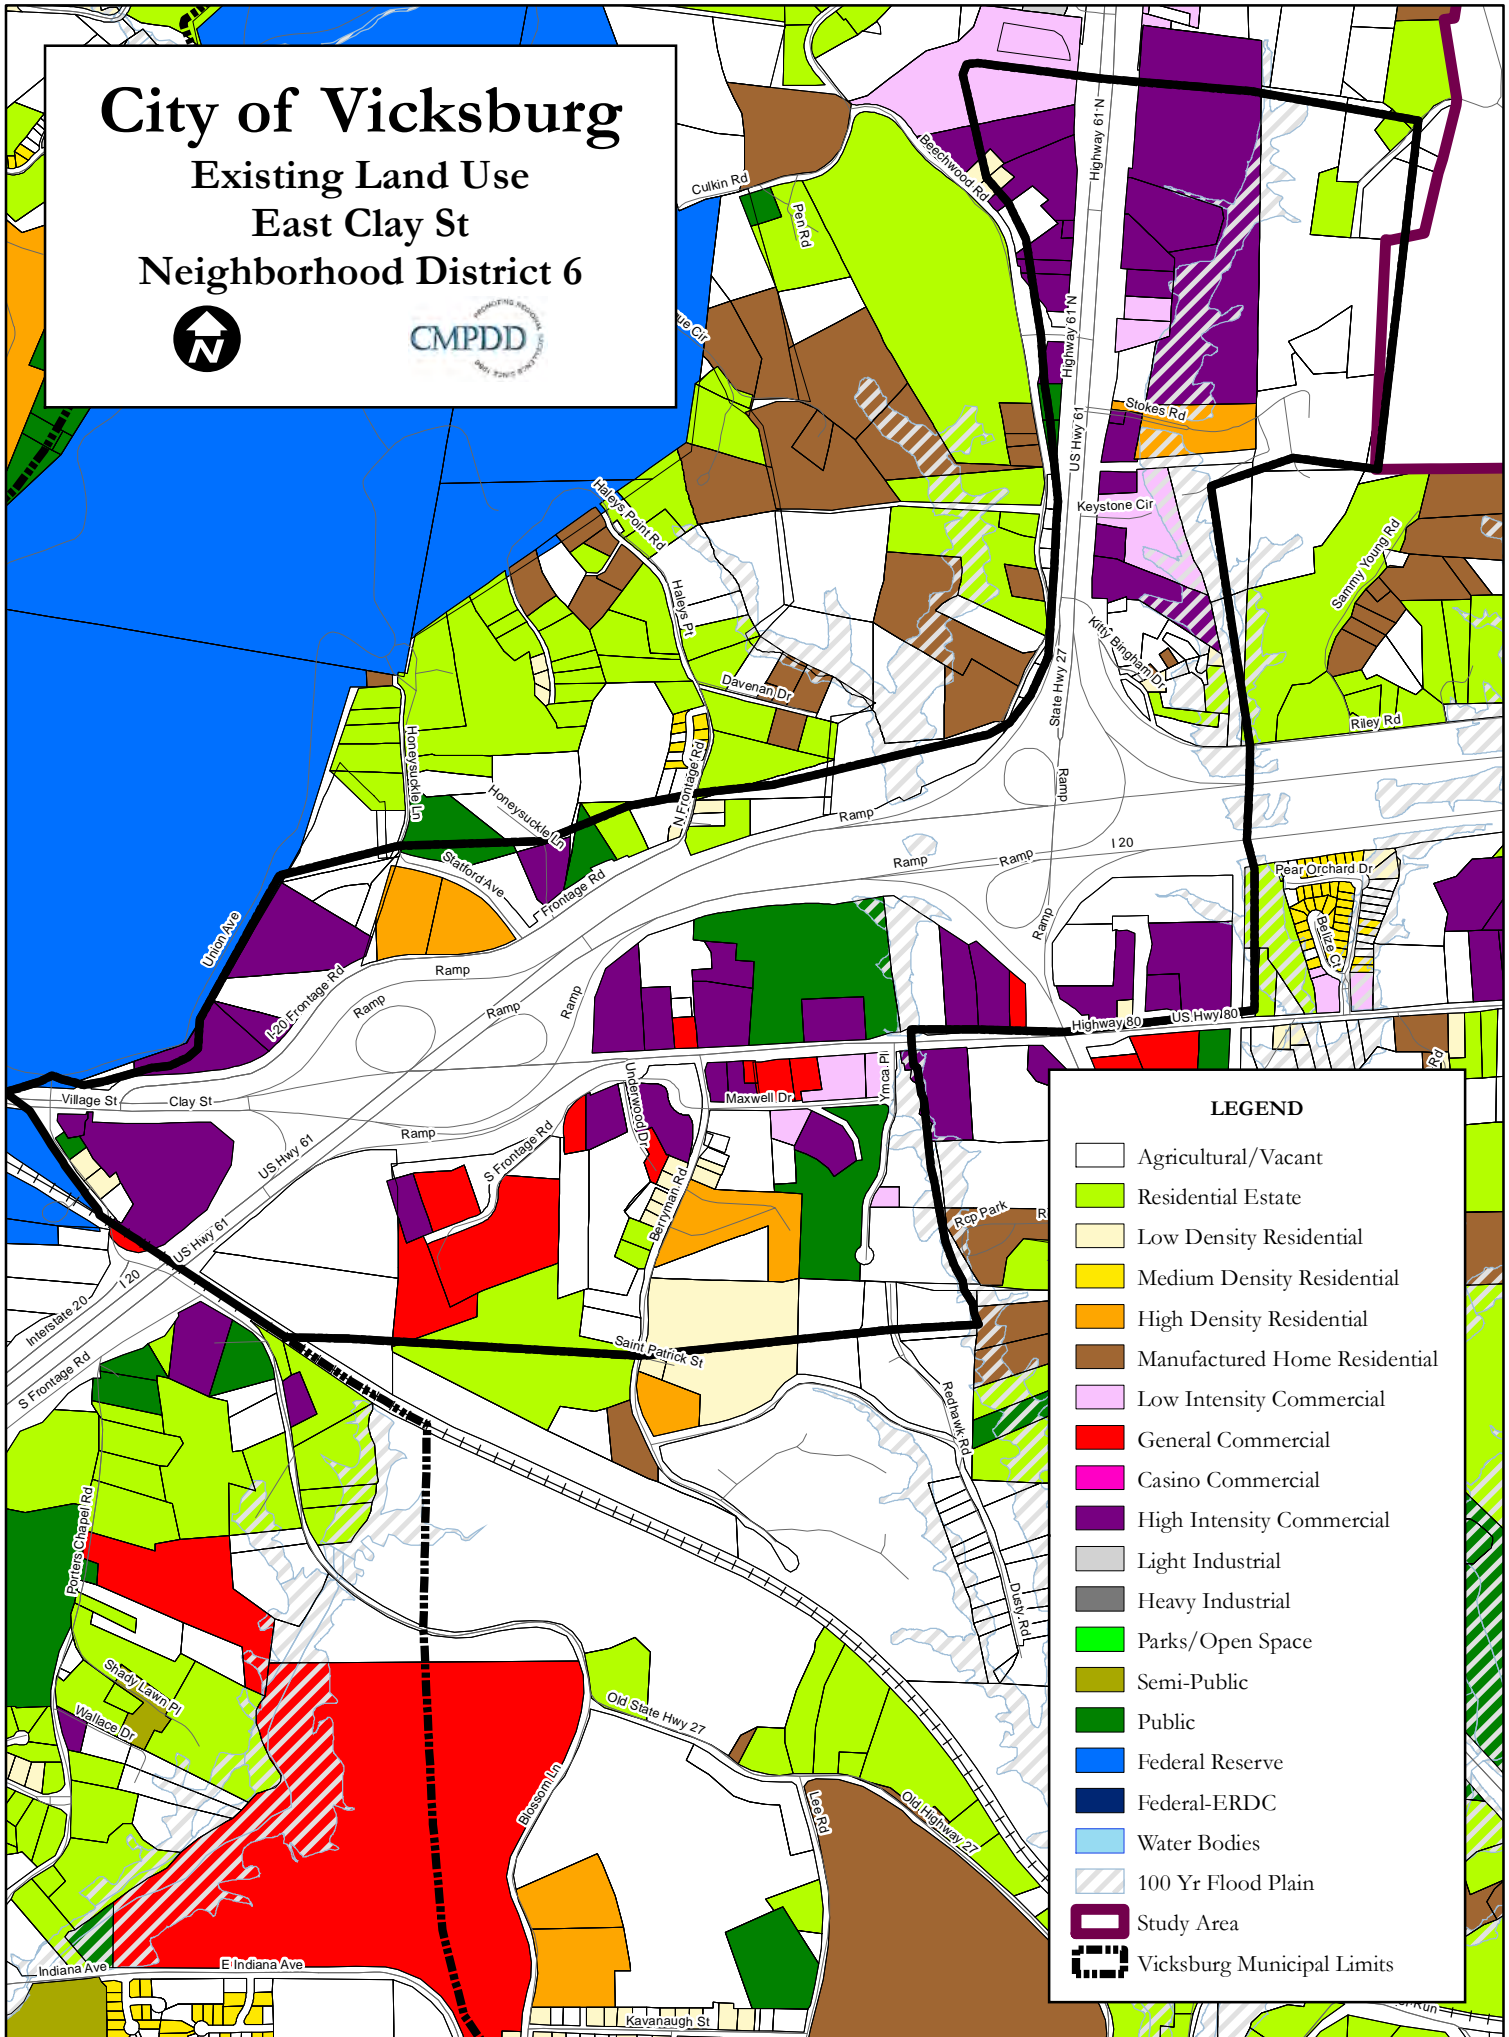 City of Vicksburg
Existing Land Use
East Clay St
Neighborhood District 6
N
CMPDD
PROMOTING REGIONAL EXCELLENCE SINCE 1968
Culkin Rd
Pen Rd
Beechwood Rd
Highway 61 N
Highway 61 N
US Hwy 61
Stokes Rd
Keystone Cir
Sammy Young Rd
Haleys Point Rd
Haleys Pt
Kitty Bingham Dr
State Hwy 27
Davenan Dr
Riley Rd
Honeysuckle Ln
N Frontage Rd
Ramp
Honeysuckle Ln
Ramp
I 20
Ramp
Ramp
Statford Ave
Frontage Rd
Pear Orchard Dr
Belize Ct
Union Ave
Ramp
I-20 Frontage Rd
Ramp
Ramp
Ramp
Ramp
Highway 80
US Hwy 80
Rd
Village St
Clay St
Underwood Dr
Maxwell Dr
Ymca Pl
Ramp
US Hwy 61
S Frontage Rd
Berryman Rd
Rcp Park
R
US Hwy 61
I 20
Interstate 20
S Frontage Rd
Saint Patrick St
Redhawk Rd
Porters Chapel Rd
Dusty Rd
Shady Lawn Pl
Wallace Dr
Old State Hwy 27
Blossom Ln
Lee Rd
Old Highway 27
Indiana Ave
E Indiana Ave
Kavanaugh St
LEGEND
Agricultural/Vacant
Residential Estate
Low Density Residential
Medium Density Residential
High Density Residential
Manufactured Home Residential
Low Intensity Commercial
General Commercial
Casino Commercial
High Intensity Commercial
Light Industrial
Heavy Industrial
Parks/Open Space
Semi-Public
Public
Federal Reserve
Federal-ERDC
Water Bodies
100 Yr Flood Plain
Study Area
Vicksburg Municipal Limits